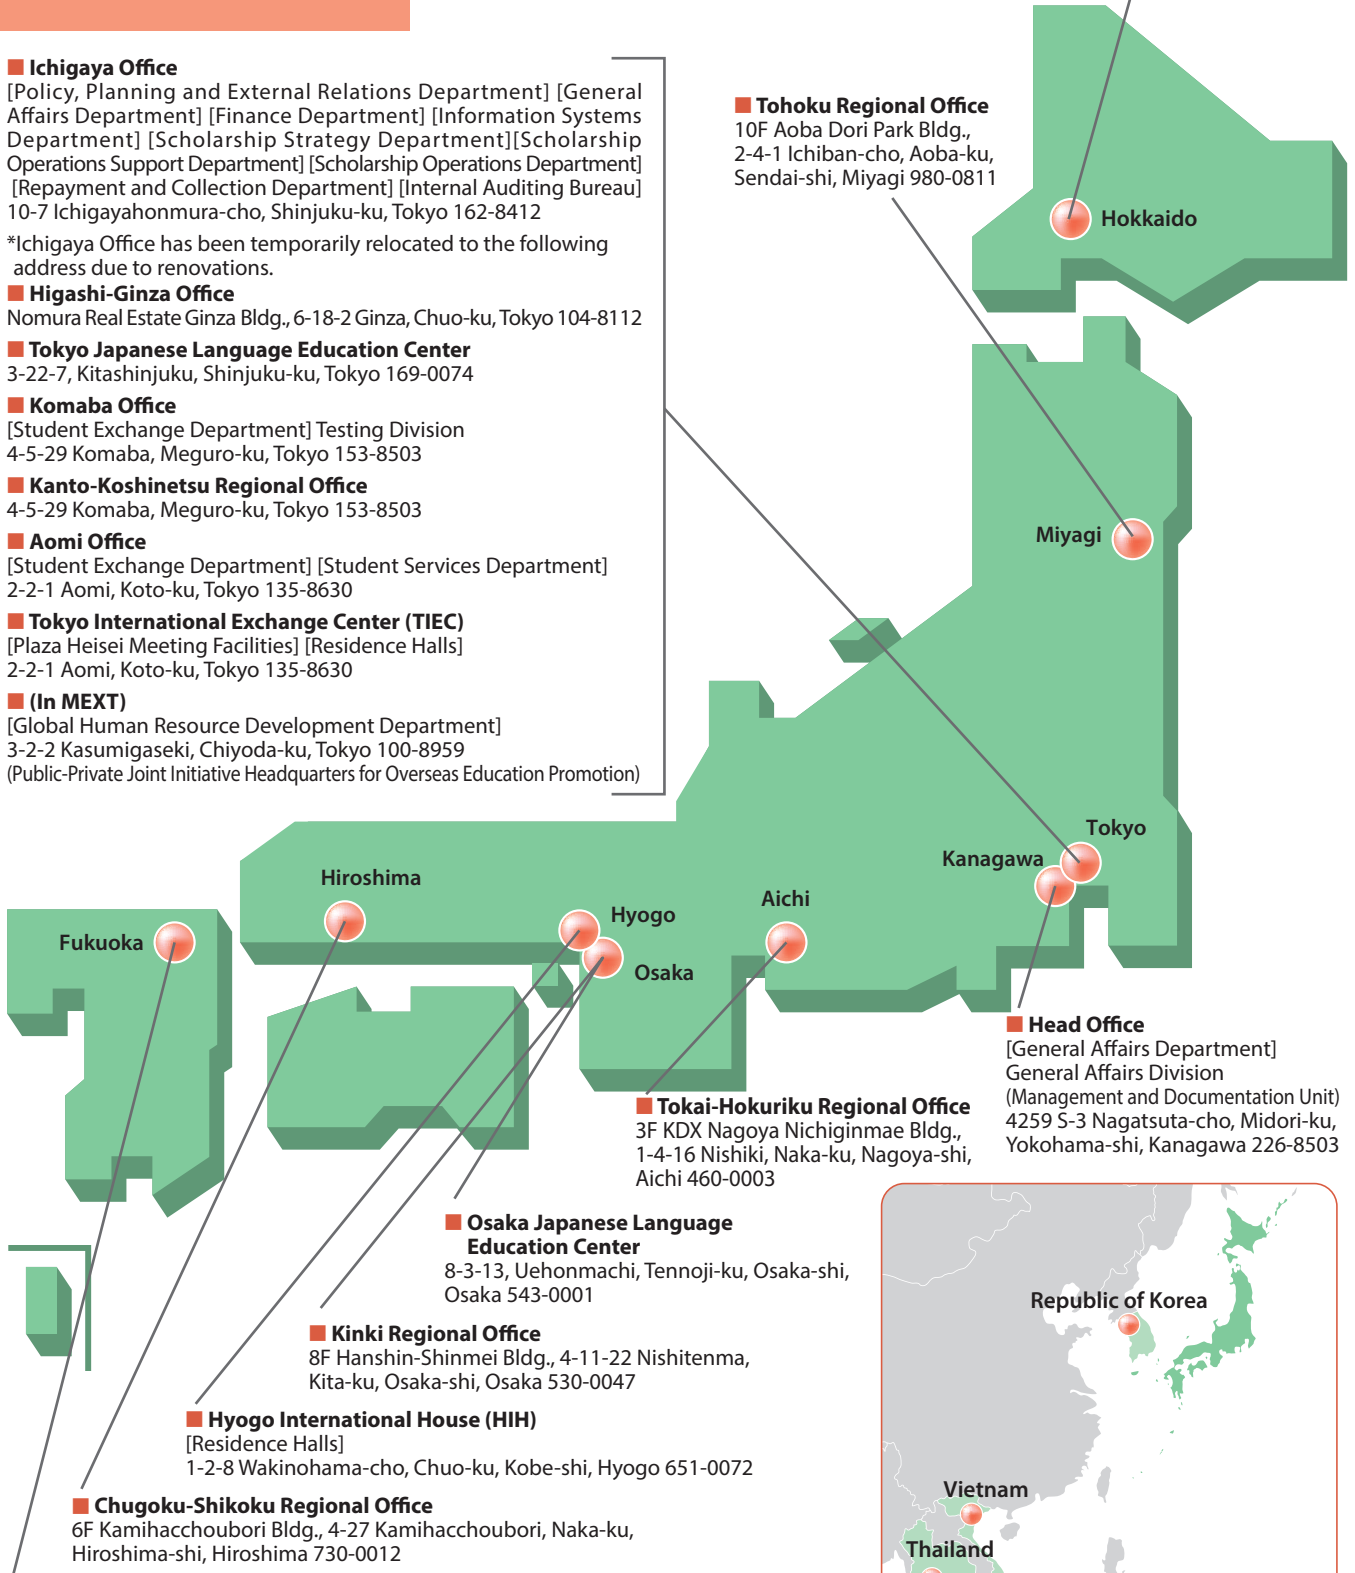 ■ Ichigaya Office
[Policy, Planning and External Relations Department] [General
Affairs Department] [Finance Department] [Information Systems
Department] [Scholarship Strategy Department][Scholarship
Operations Support Department] [Scholarship Operations Department]
[Repayment and Collection Department] [Internal Auditing Bureau]
10-7 Ichigayahonmura-cho, Shinjuku-ku, Tokyo 162-8412
*Ichigaya Office has been temporarily relocated to the following
address due to renovations.
■ Higashi-Ginza Office
Nomura Real Estate Ginza Bldg., 6-18-2 Ginza, Chuo-ku, Tokyo 104-8112
■ Tokyo Japanese Language Education Center
3-22-7, Kitashinjuku, Shinjuku-ku, Tokyo 169-0074
■ Komaba Office
[Student Exchange Department] Testing Division
4-5-29 Komaba, Meguro-ku, Tokyo 153-8503
■ Kanto-Koshinetsu Regional Office
4-5-29 Komaba, Meguro-ku, Tokyo 153-8503
■ Aomi Office
[Student Exchange Department] [Student Services Department]
2-2-1 Aomi, Koto-ku, Tokyo 135-8630
■ Tokyo International Exchange Center (TIEC)
[Plaza Heisei Meeting Facilities] [Residence Halls]
2-2-1 Aomi, Koto-ku, Tokyo 135-8630
■ (In MEXT)
[Global Human Resource Development Department]
3-2-2 Kasumigaseki, Chiyoda-ku, Tokyo 100-8959
(Public-Private Joint Initiative Headquarters for Overseas Education Promotion)
■ Tohoku Regional Office
10F Aoba Dori Park Bldg.,
2-4-1 Ichiban-cho, Aoba-ku,
Sendai-shi, Miyagi 980-0811
Hokkaido
Miyagi
Tokyo
Kanagawa
Aichi
Hiroshima
Hyogo
Osaka
Fukuoka
■ Head Office
[General Affairs Department]
General Affairs Division
(Management and Documentation Unit)
4259 S-3 Nagatsuta-cho, Midori-ku,
Yokohama-shi, Kanagawa 226-8503
■ Tokai-Hokuriku Regional Office
3F KDX Nagoya Nichiginmae Bldg.,
1-4-16 Nishiki, Naka-ku, Nagoya-shi,
Aichi 460-0003
■ Osaka Japanese Language
Education Center
8-3-13, Uehonmachi, Tennoji-ku, Osaka-shi,
Osaka 543-0001
■ Kinki Regional Office
8F Hanshin-Shinmei Bldg., 4-11-22 Nishitenma,
Kita-ku, Osaka-shi, Osaka 530-0047
■ Hyogo International House (HIH)
[Residence Halls]
1-2-8 Wakinohama-cho, Chuo-ku, Kobe-shi, Hyogo 651-0072
■ Chugoku-Shikoku Regional Office
6F Kamihacchoubori Bldg., 4-27 Kamihacchoubori, Naka-ku,
Hiroshima-shi, Hiroshima 730-0012
Republic of Korea
Vietnam
Thailand